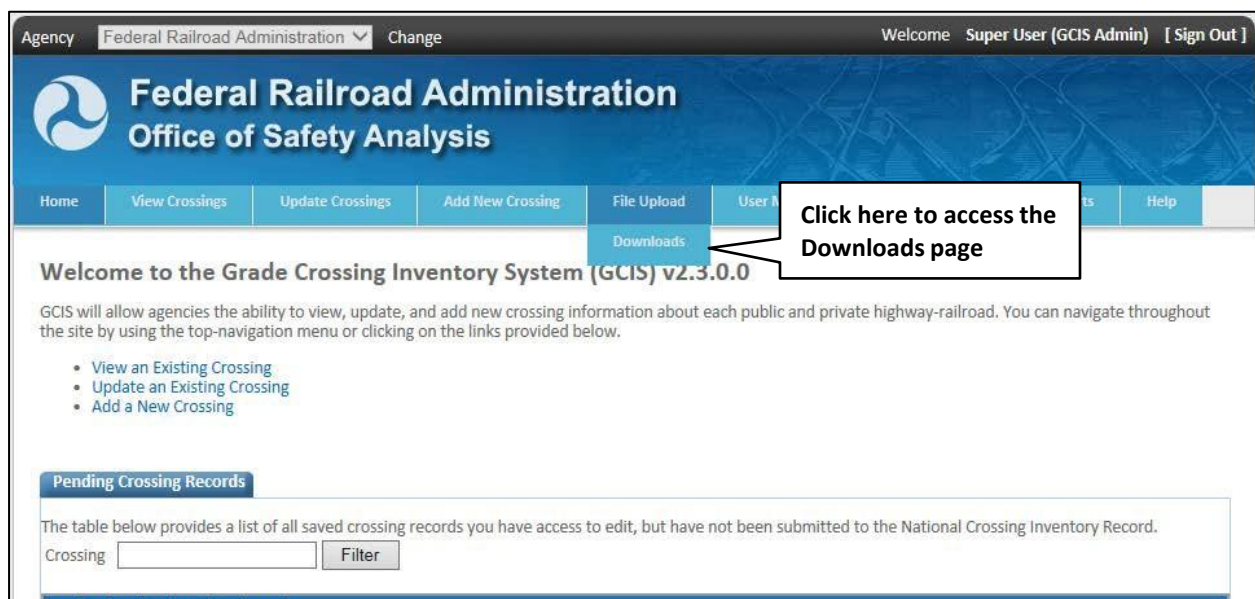 Agency Federal Railroad Administration Change Welcome Super User (GCIS Admin) [ Sign Out ]
Federal Railroad Administration
Office of Safety Analysis
Home View Crossings Update Crossings Add New Crossing File Upload User Help
Downloads
Click here to access the
Downloads page
Welcome to the Grade Crossing Inventory System (GCIS) v2.3.0.0
GCIS will allow agencies the ability to view, update, and add new crossing information about each public and private highway-railroad. You can navigate throughout
the site by using the top-navigation menu or clicking on the links provided below.
• View an Existing Crossing
• Update an Existing Crossing
• Add a New Crossing
Pending Crossing Records
The table below provides a list of all saved crossing records you have access to edit, but have not been submitted to the National Crossing Inventory Record.
Crossing Filter